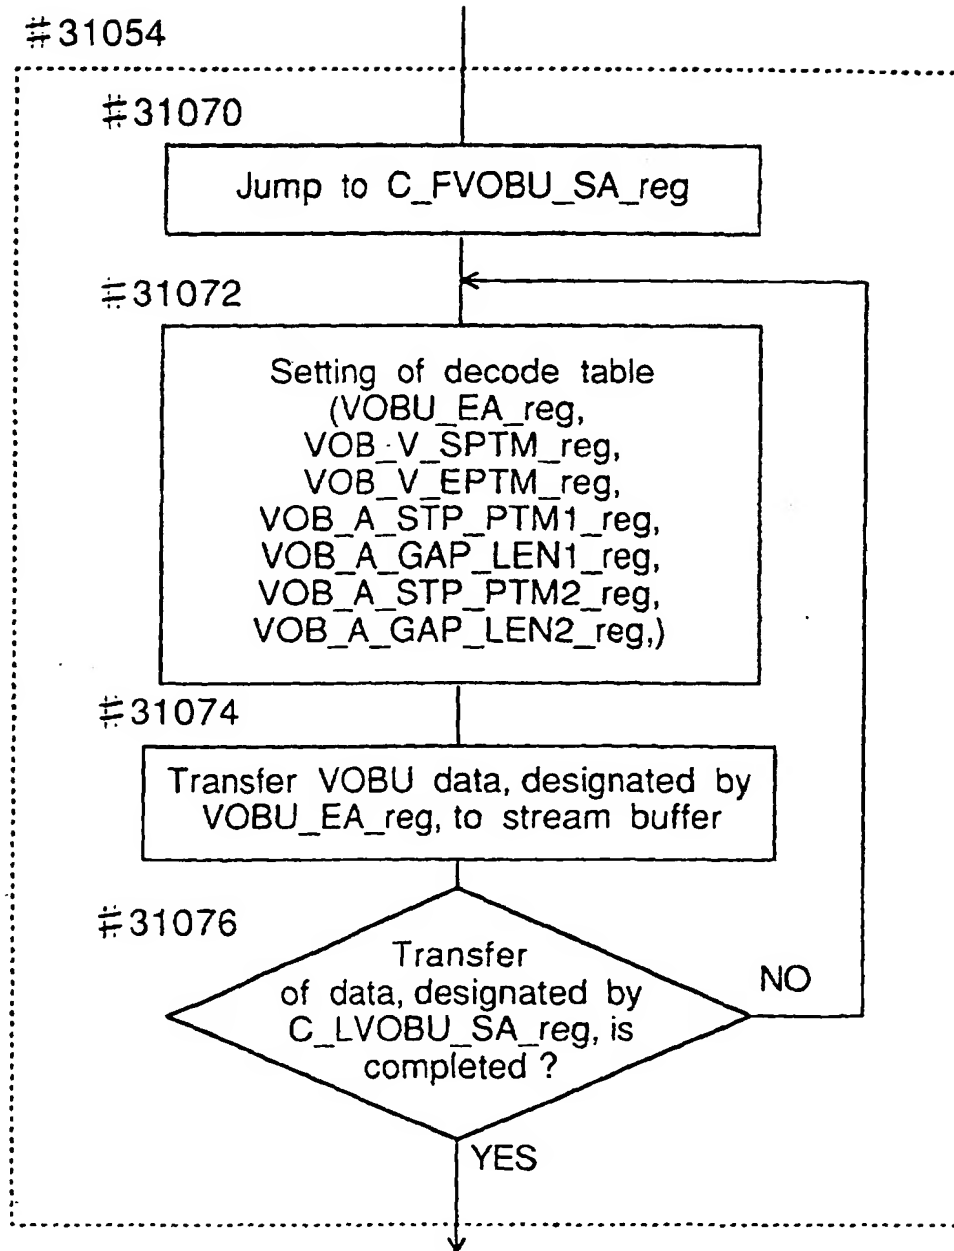 #31054
#31070
Jump to C_FVOBU_SA_reg
#31072
Setting of decode table
(VOBU_EA_reg,
VOB_V_SPTM_reg,
VOB_V_EPTM_reg,
VOB_A_STP_PTM1_reg,
VOB_A_GAP_LEN1_reg,
VOB_A_STP_PTM2_reg,
VOB_A_GAP_LEN2_reg,)
#31074
Transfer VOBU data, designated by
VOBU_EA_reg, to stream buffer
#31076
Transfer
of data, designated by
C_LVOBU_SA_reg, is
completed ?
NO
YES